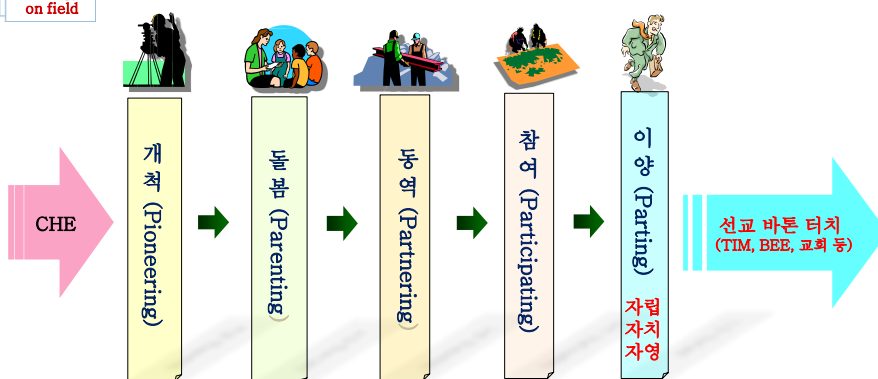 on field
CHE
개척 (Pioneering)
돌봄 (Parenting)
동역 (Partnering)
참여 (Participating)
이양 (Parting)
자립
자치
자영
선교 바톤 터치
(TIM, BEE, 교회 등)